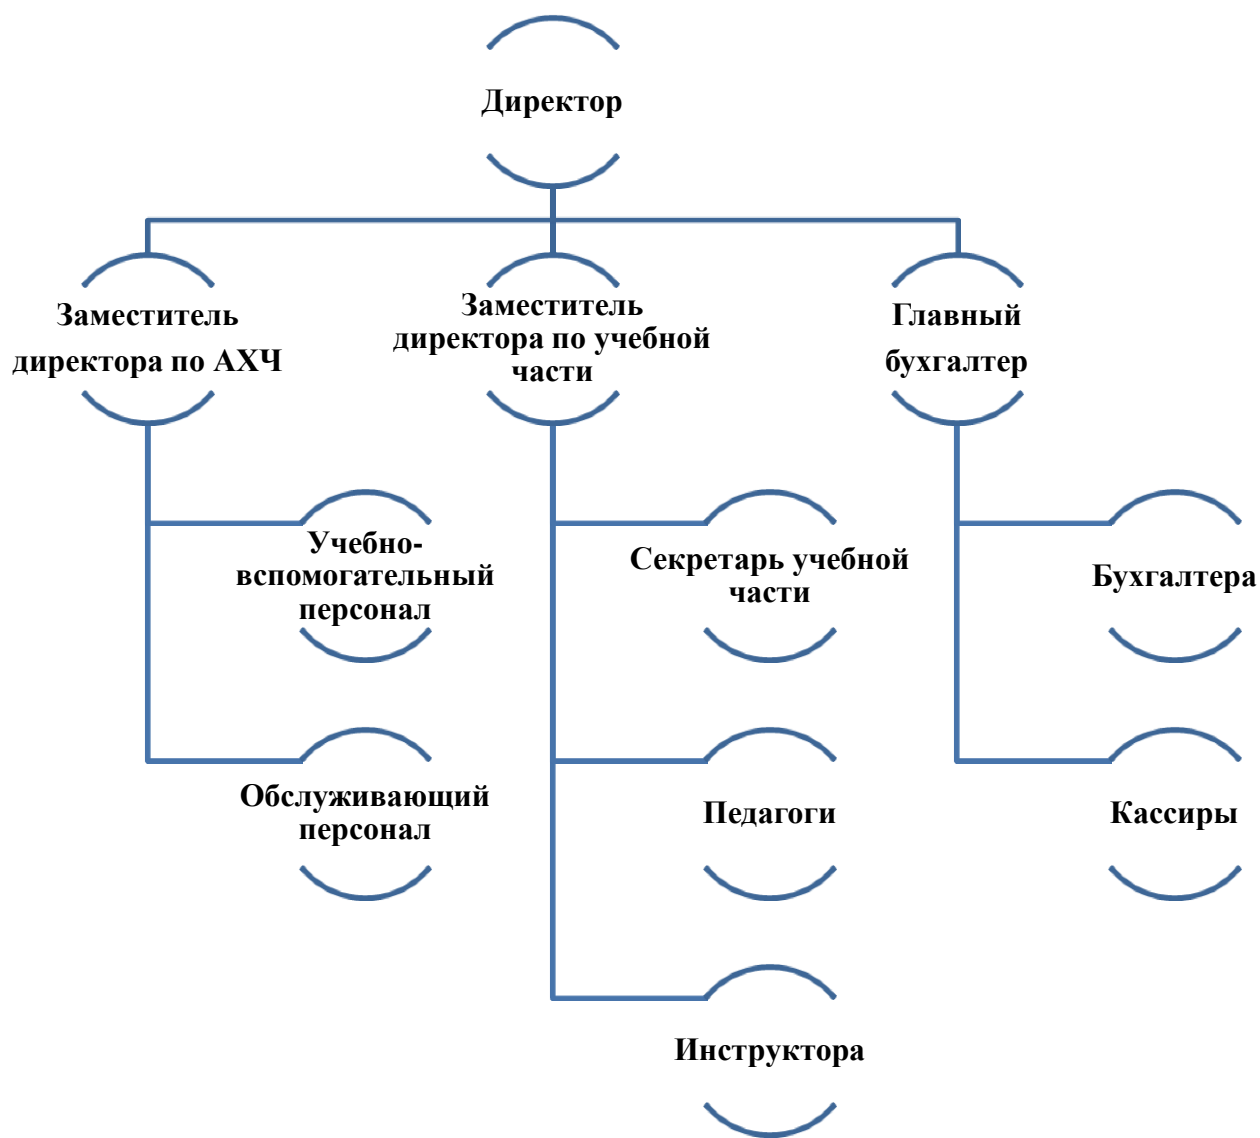 Директор
Заместитель
директора по АХЧ
Заместитель
директора по учебной
части
Главный
бухгалтер
Учебно-
вспомогательный
персонал
Секретарь учебной
части
Бухгалтера
Обслуживающий
персонал
Педагоги
Кассиры
Инструктора